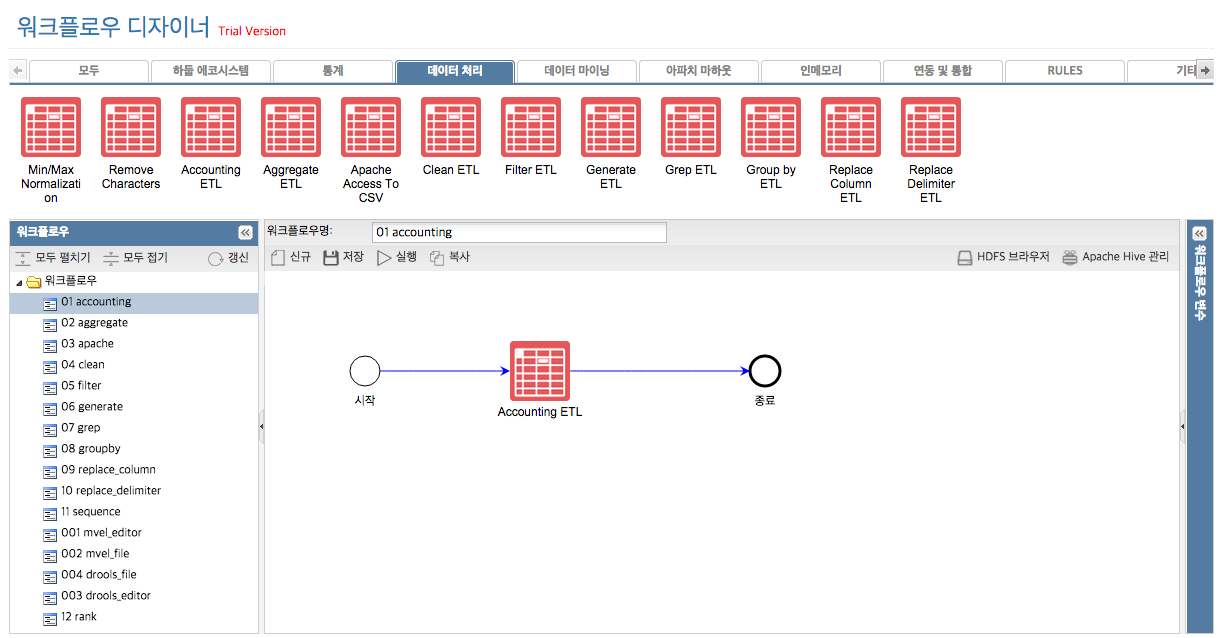 워크플로우 디자이너 Trial Version
모두 하둡 에코시스템 통계 데이터 처리 데이터 마이닝 아파치 마하웃 인메모리 연동 및 통합 RULES 기타
Min/Max
Normalizati
on
Remove
Characters
Accounting
ETL
Aggregate
ETL
Apache
Access To
CSV
Clean ETL
Filter ETL
Generate
ETL
Grep ETL
Group by
ETL
Replace
Column
ETL
Replace
Delimiter
ETL
워크플로우
모두 펼치기 모두 접기 갱신
워크플로우
01 accounting
02 aggregate
03 apache
04 clean
05 filter
06 generate
07 grep
08 groupby
09 replace_column
10 replace_delimiter
11 sequence
001 mvel_editor
002 mvel_file
004 drools_file
003 drools_editor
12 rank
워크플로우명: 01 accounting
신규 저장 실행 복사 HDFS 브라우저 Apache Hive 관리
시작
Accounting ETL
종료
워크플로우 변수